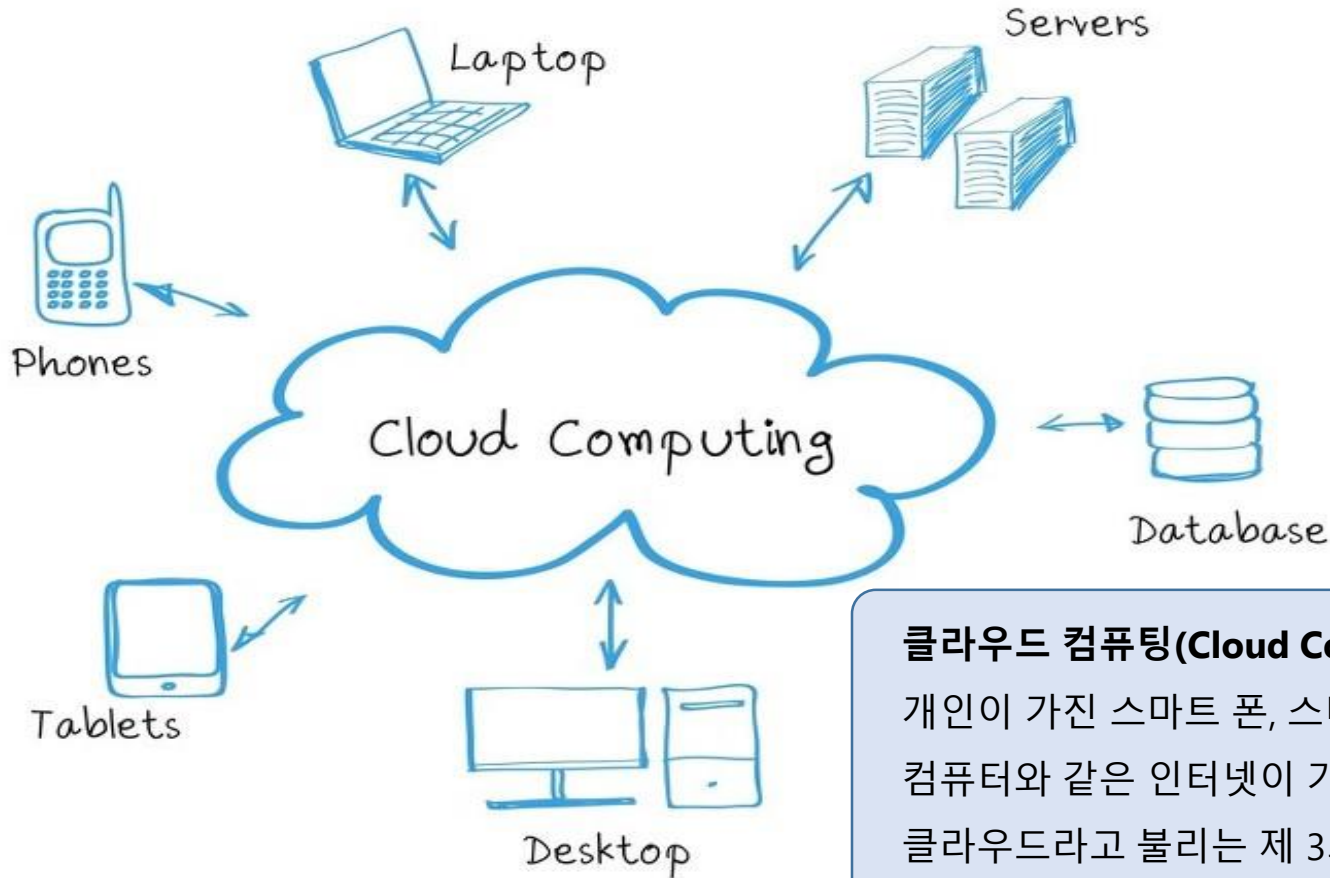 Servers
Laptop
Phones
Cloud Computing
Database
Tablets
Desktop
클라우드 컴퓨팅(Cloud
개인이 가진 스마트 폰,
컴퓨터와 같은 인터넷이
클라우드라고 불리는 제